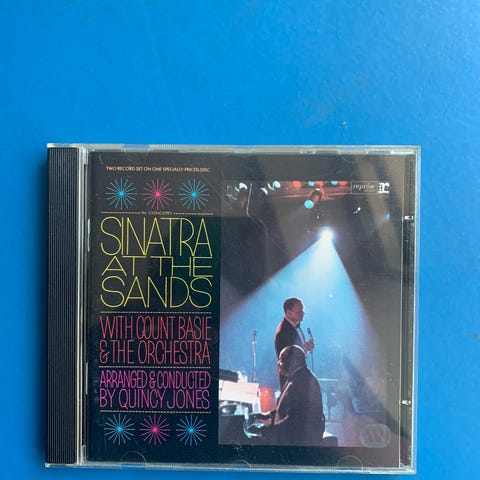 TWO RECORD SET ON ONE SPECIALLY-PRICED DISC
IN CONCERT
SINATRA
AT THE
SANDS
WITH COUNT BASIE
& THE ORCHESTRA
ARRANGED & CONDUCTED
BY QUINCY JONES
reprise